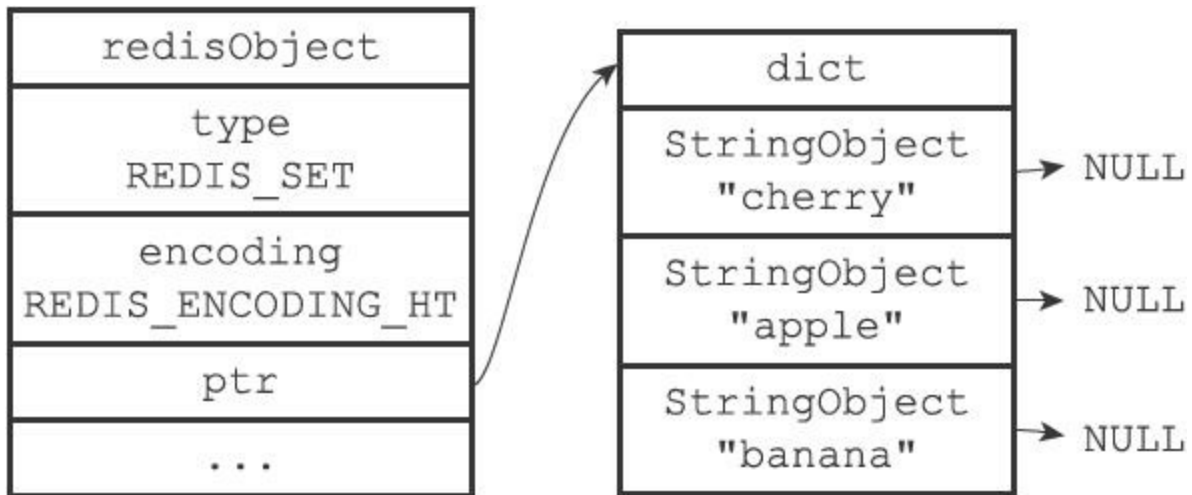 redisObject
type
REDIS_SET
encoding
REDIS_ENCODING_HT
ptr
...
dict
StringObject
"cherry"
NULL
StringObject
"apple"
NULL
StringObject
"banana"
NULL